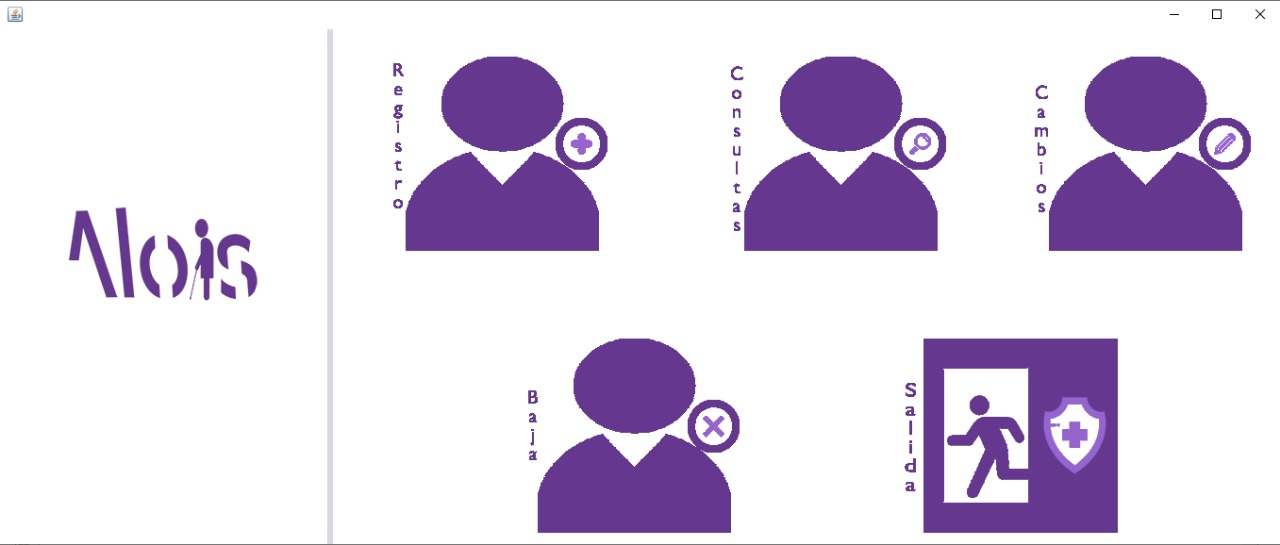 Alois
Registro
Consultas
Cambios
Baja
Salida